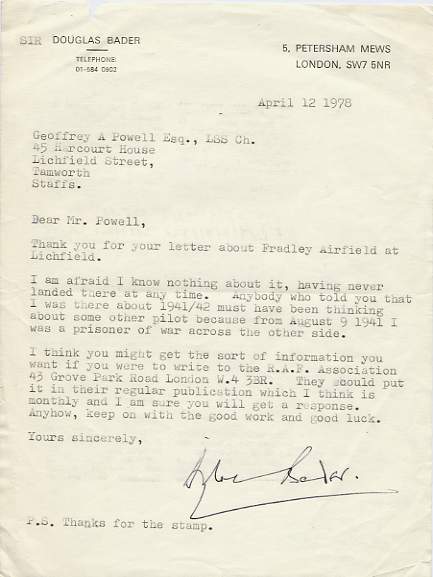 SIR DOUGLAS BADER
TELEPHONE:
01-584 0902
5, PETERSHAM MEWS
LONDON, SW7 5NR
April 12 1978
Geoffrey A Powell Esq., LSS Ch.
45 Harcourt House
Lichfield Street,
Tamworth
Staffs.
Dear Mr. Powell,
Thank you for your letter about Fradley Airfield at
Lichfield.
I am afraid I know nothing about it, having never
landed there at any time. Anybody who told you that
I was there about 1941/42 must have been thinking
about some other pilot because from August 9 1941 I
was a prisoner of war across the other side.
I think you might get the sort of information you
want if you were to write to the R.A.F. Association
43 Grove Park Road London W.4 3BR. They could put
it in their regular publication which I think is
monthly and I am sure you will get a response.
Anyhow, keep on with the good work and good luck.
Yours sincerely,
Douglas Bader.
P.S. Thanks for the stamp.